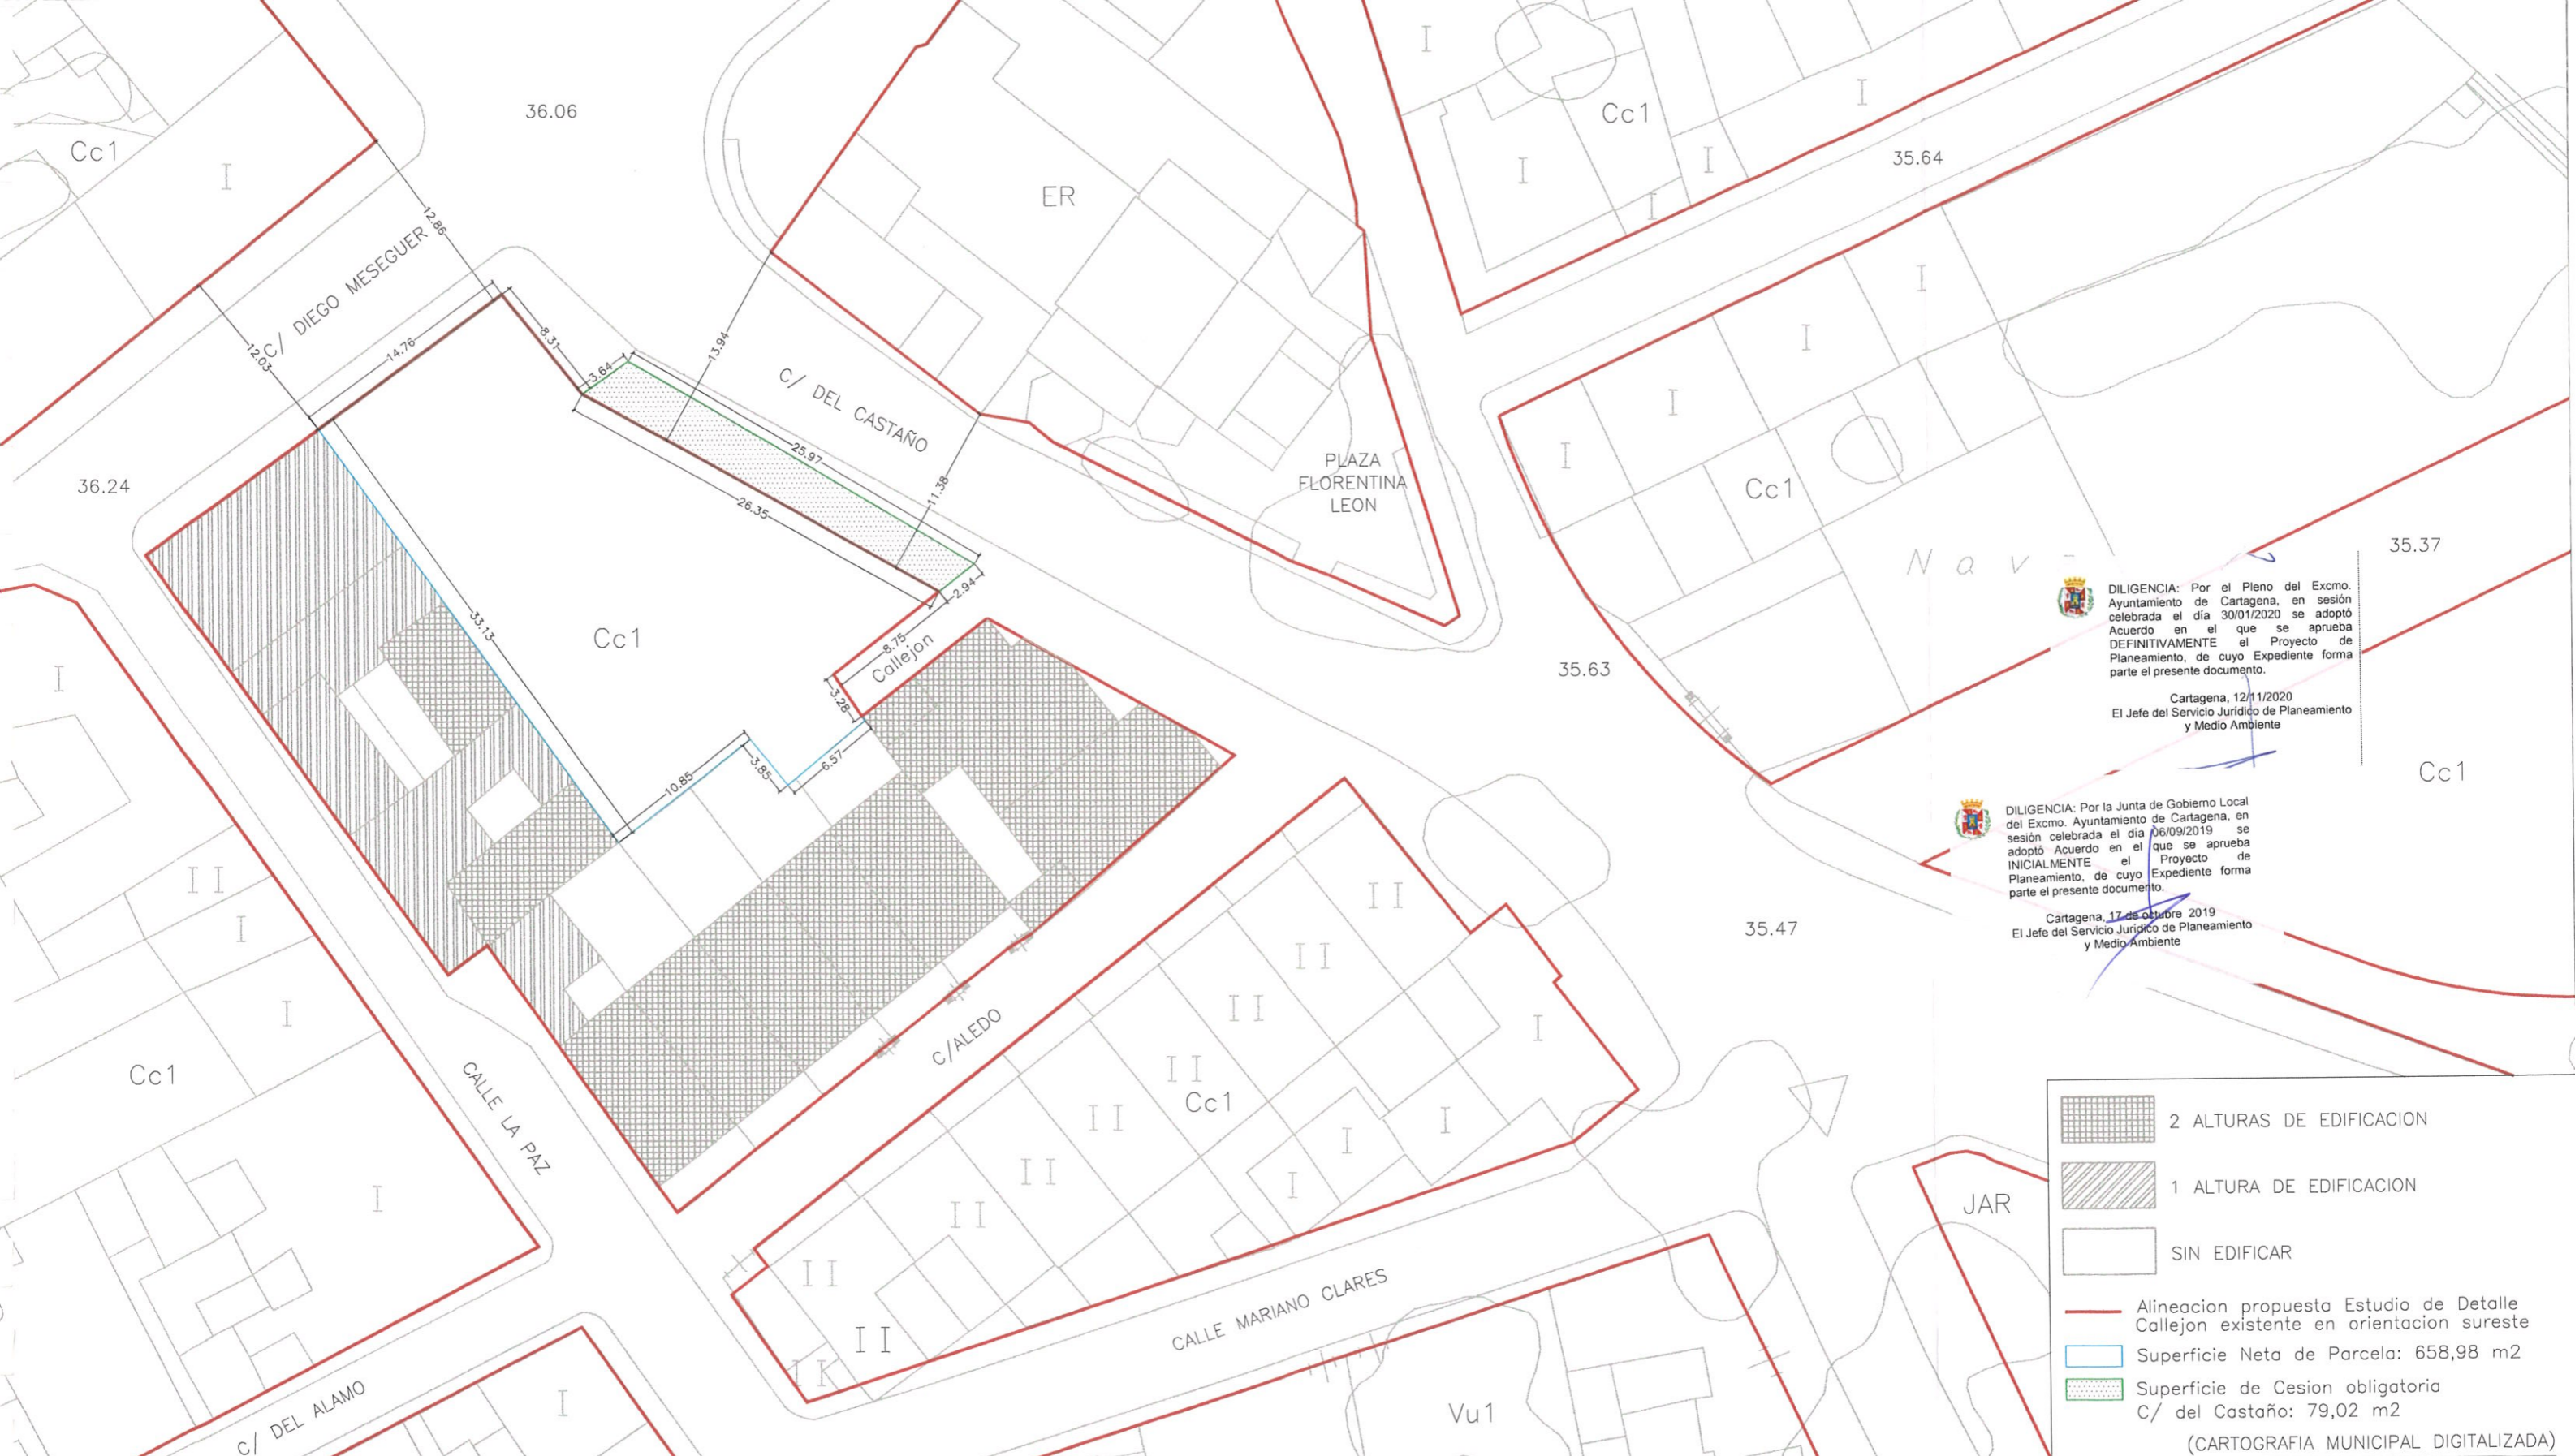 36.06
Cc1
I
12.86
C/ DIEGO MESEGUER
12.03
14.76
8.31
3.64
13.94
C/ DEL CASTAÑO
25.97
11.38
26.35
2.94
ER
PLAZA
FLORENTINA
LEON
I
Cc1
I
I
I
I
35.64
I
I
I
I
Cc1
Nav
35.37
36.24
33.13
Cc1
8.75
Callejon
3.28
6.57
3.85
10.85
35.63
35.47
Cc1
I
II
I
I
Cc1
I
CALLE LA PAZ
C/ALEDO
II
II
II
II
II
II
II
II
II
Cc1
I
I
I
I
CALLE MARIANO CLARES
C/ DEL ALAMO
I
Vu1
JAR
DILIGENCIA: Por el Pleno del Excmo.
Ayuntamiento de Cartagena, en sesión
celebrada el día 30/01/2020 se adoptó
Acuerdo en el que se aprueba
DEFINITIVAMENTE el Proyecto de
Planeamiento, de cuyo Expediente forma
parte el presente documento.
Cartagena, 12/11/2020
El Jefe del Servicio Jurídico de Planeamiento
y Medio Ambiente
DILIGENCIA: Por la Junta de Gobierno Local
del Excmo. Ayuntamiento de Cartagena, en
sesión celebrada el día 06/09/2019 se
adoptó Acuerdo en el que se aprueba
INICIALMENTE el Proyecto de
Planeamiento, de cuyo Expediente forma
parte el presente documento.
Cartagena, 17 de octubre 2019
El Jefe del Servicio Jurídico de Planeamiento
y Medio Ambiente
2 ALTURAS DE EDIFICACION
1 ALTURA DE EDIFICACION
SIN EDIFICAR
Alineacion propuesta Estudio de Detalle
Callejon existente en orientacion sureste
Superficie Neta de Parcela: 658,98 m2
Superficie de Cesion obligatoria
C/ del Castaño: 79,02 m2
(CARTOGRAFIA MUNICIPAL DIGITALIZADA)